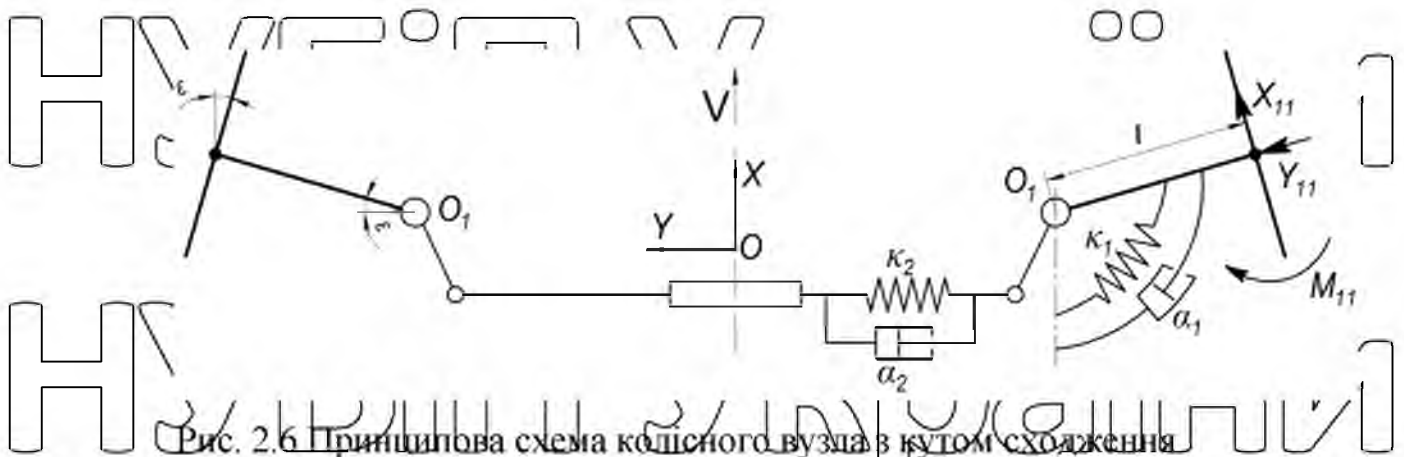 ε
V
X₁₁
l
X
O₁
O₁
Y₁₁
ε
Y
O
κ₁
κ₂
M₁₁
α₁
α₂
Рис. 2.6 Принципова схема колісного вузла з кутом сходження